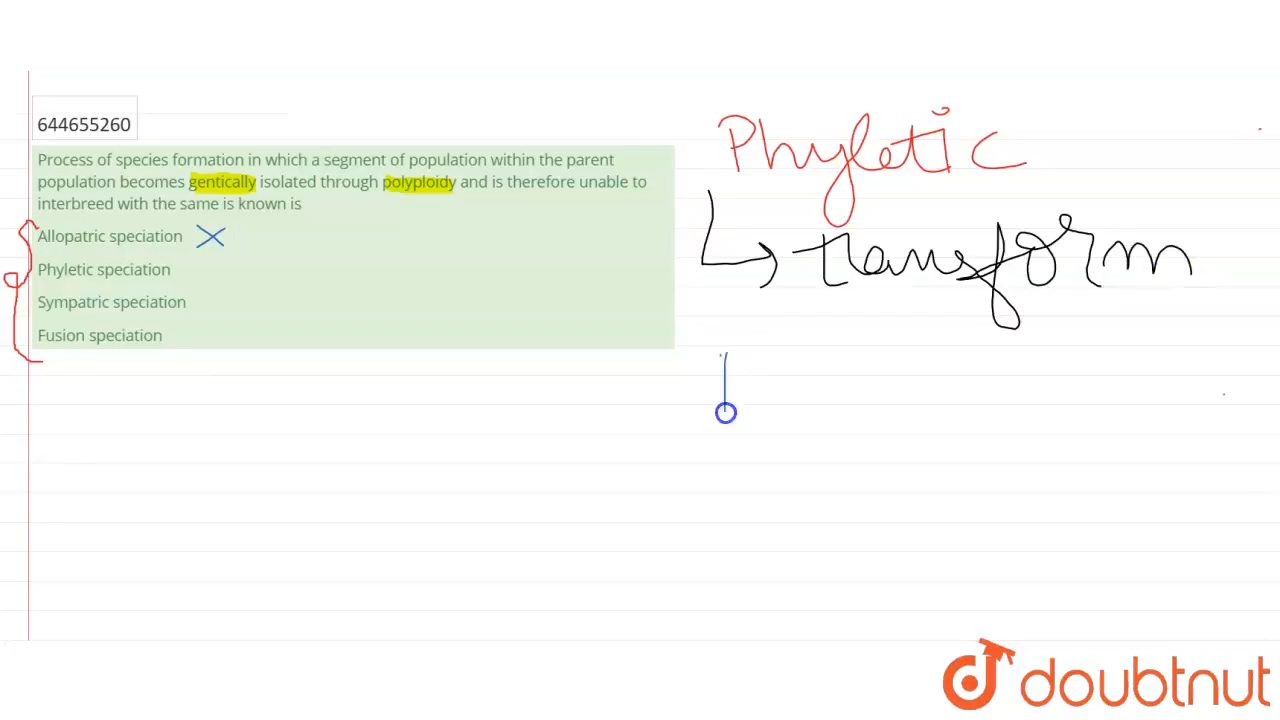 644655260
Process of species formation in which a segment of population within the parent
population becomes gentically isolated through polyploidy and is therefore unable to
interbreed with the same is known is
Allopatric speciation
Phyletic speciation
Sympatric speciation
Fusion speciation
Phyletic
transform
doubtnut